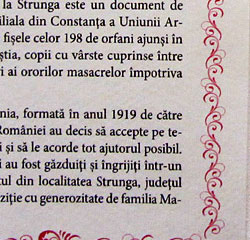 la Strunga este un document de
iliala din Constanța a Uniunii Ar-
fișele celor 198 de orfani ajunși în
știa, copii cu vârste cuprinse între
ai ororilor masacrelor împotriva
nia, formată în anul 1919 de către
României au decis să accepte pe te-
și să le acorde tot ajutorul posibil.
i au fost găzduiți și îngrijiți într-un
tul din localitatea Strunga, județul
ziție cu generozitate de familia Ma-